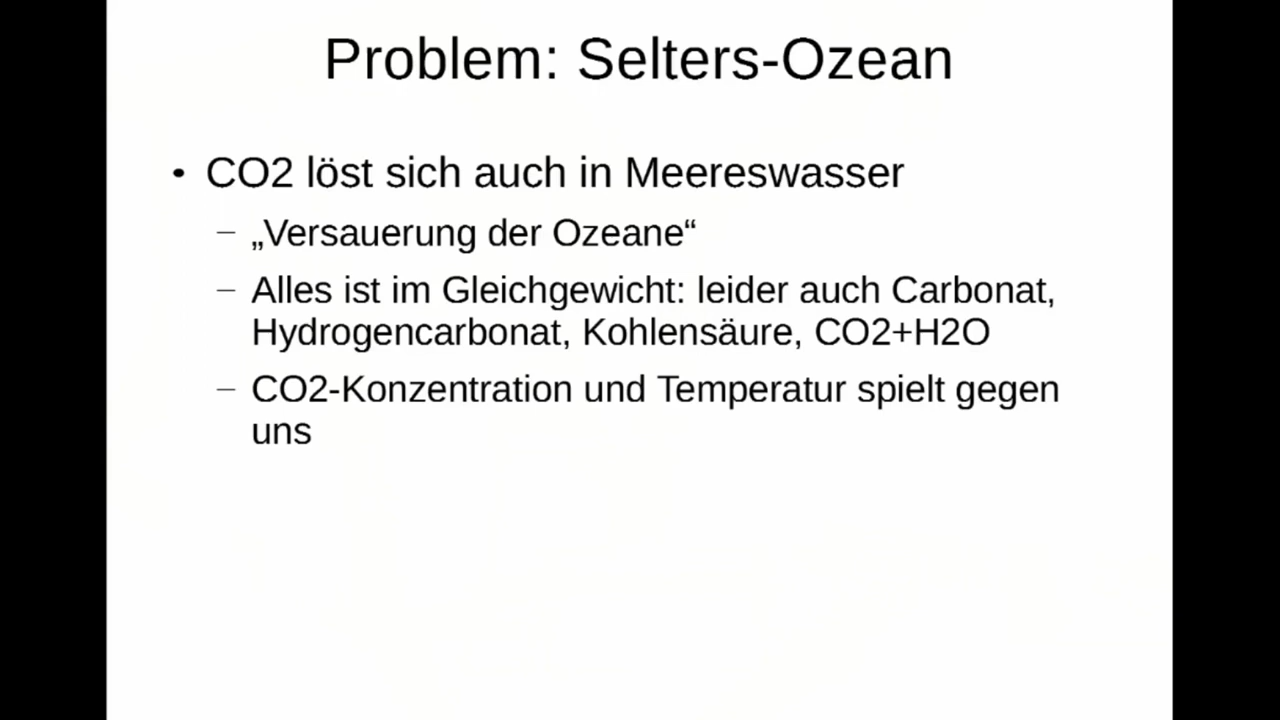 Problem: Selters-Ozean
• CO2 löst sich auch in Meereswasser
– „Versauerung der Ozeane“
– Alles ist im Gleichgewicht: leider auch Carbonat,
Hydrogencarbonat, Kohlensäure, CO2+H2O
– CO2-Konzentration und Temperatur spielt gegen
uns